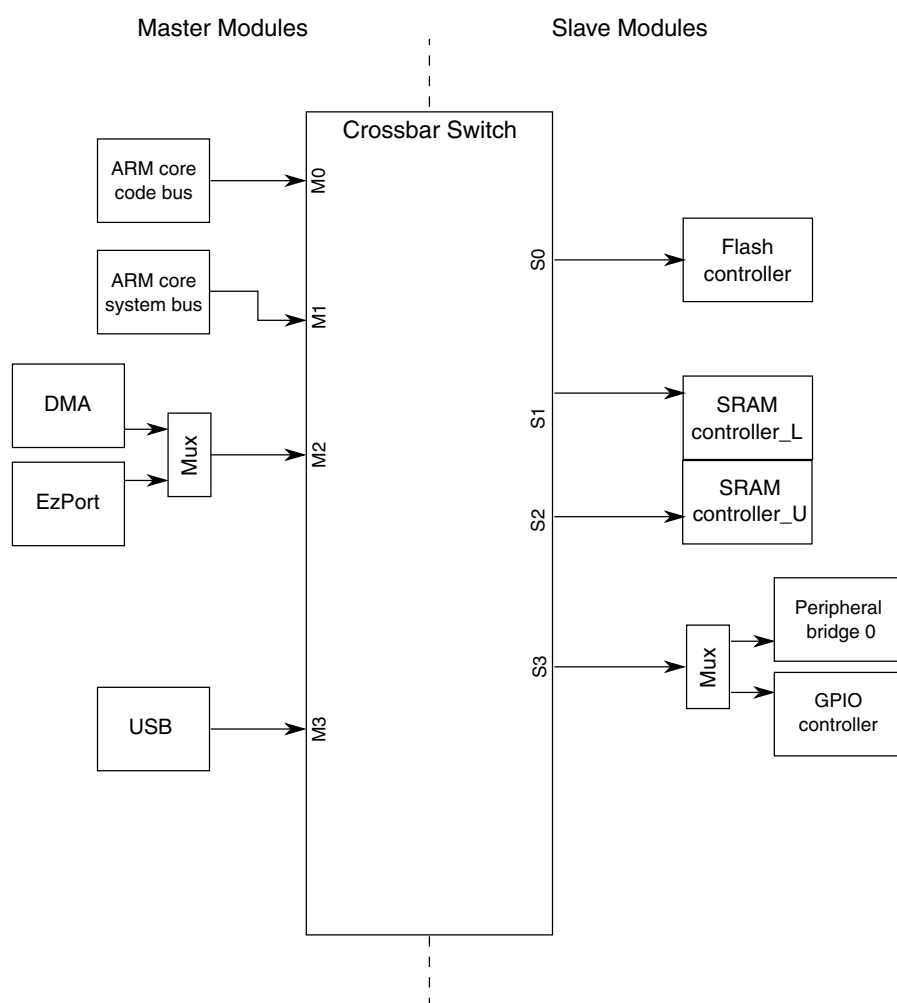 Master Modules
Slave Modules
Crossbar Switch
ARM core
code bus
M0
ARM core
system bus
M1
DMA
EzPort
Mux
M2
USB
M3
S0
Flash
controller
S1
SRAM
controller_L
S2
SRAM
controller_U
S3
Mux
Peripheral
bridge 0
GPIO
controller